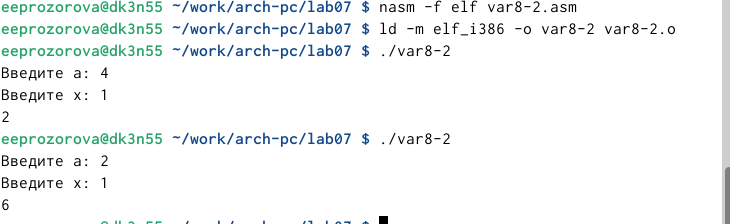 eeprozorova@dk3n55 ~/work/arch-pc/lab07 $ nasm -f elf var8-2.asm
eeprozorova@dk3n55 ~/work/arch-pc/lab07 $ ld -m elf_i386 -o var8-2 var8-2.o
eeprozorova@dk3n55 ~/work/arch-pc/lab07 $ ./var8-2
Введите a: 4
Введите x: 1
2
eeprozorova@dk3n55 ~/work/arch-pc/lab07 $ ./var8-2
Введите a: 2
Введите x: 1
6